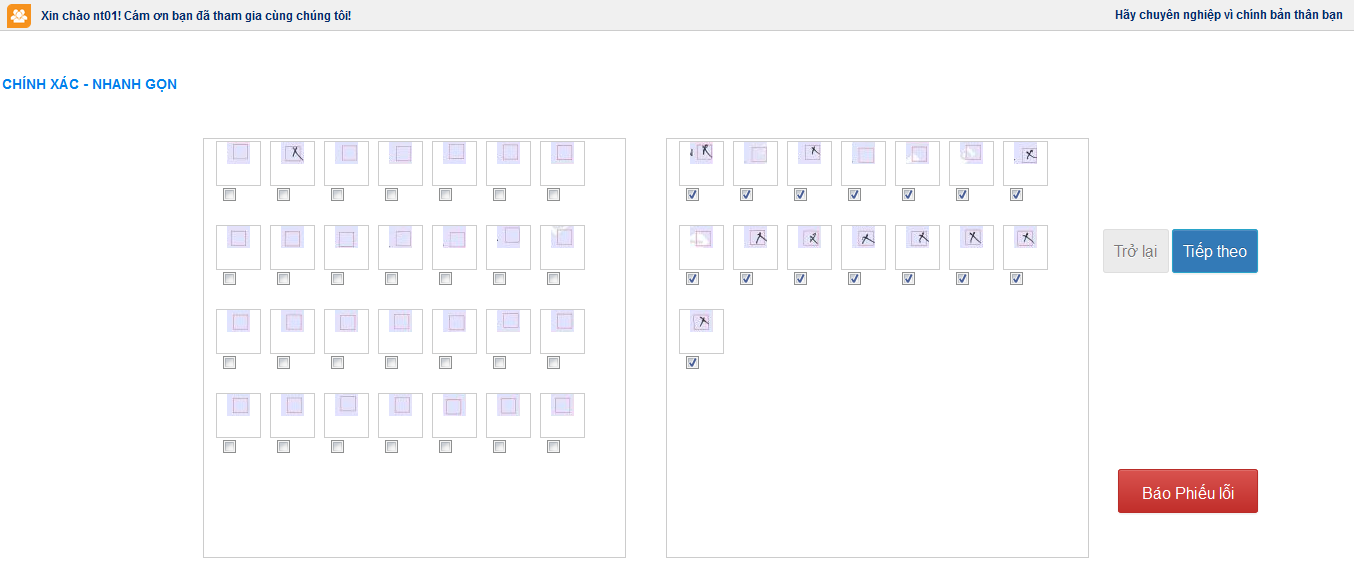 Xin chào nt01! Cám ơn bạn đã tham gia cùng chúng tôi!
Hãy chuyên nghiệp vì chính bản thân bạn
CHÍNH XÁC - NHANH GỌN
Trở lại
Tiếp theo
Báo Phiếu lỗi